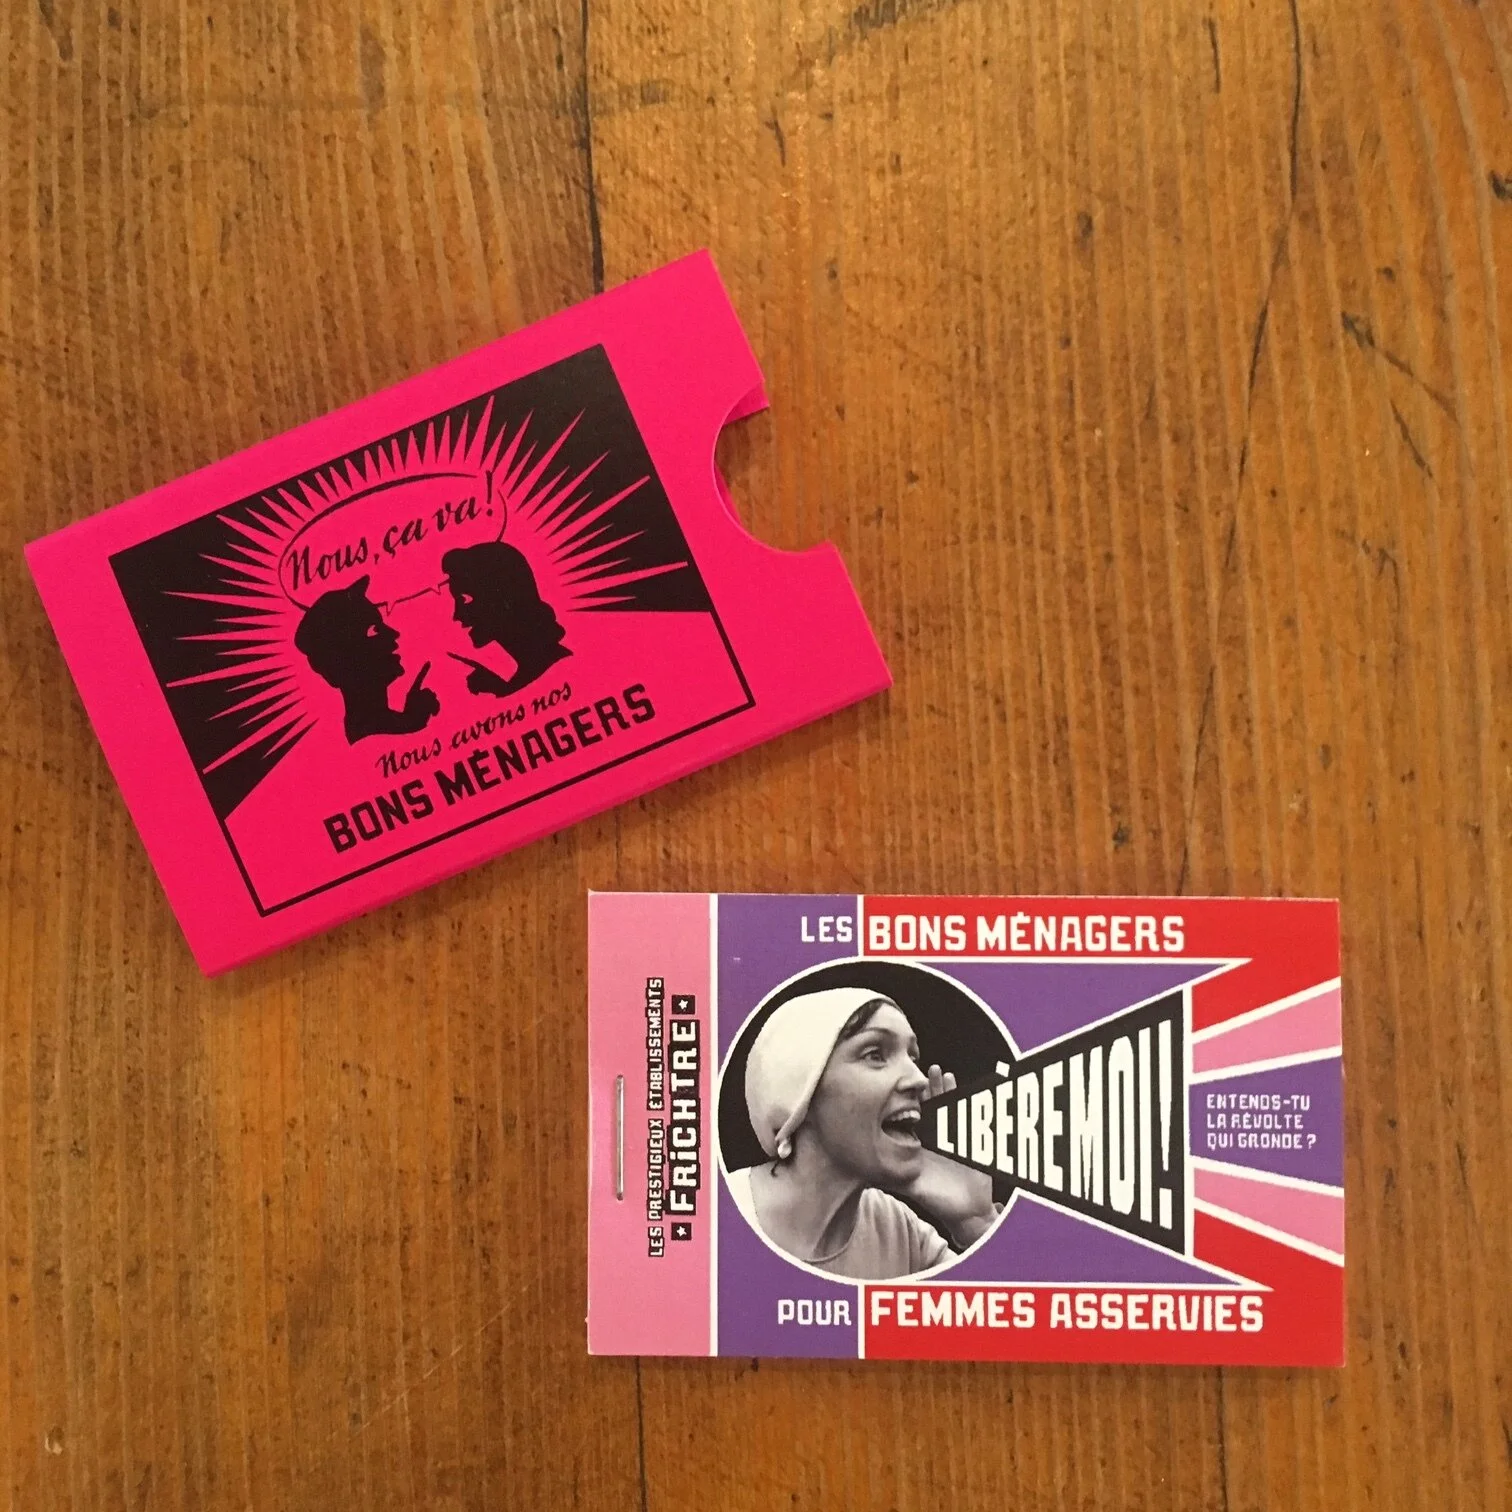 Nous, ça va!
Nous avons nos
BONS MÉNAGERS
LES PRESTIGIEUX ÉTABLISSEMENTS
FRICHTRE
LES BONS MÉNAGERS
LIBÈRE MOI!
ENTENDS-TU
LA RÉVOLTE
QUI GRONDE?
POUR FEMMES ASSERVIES